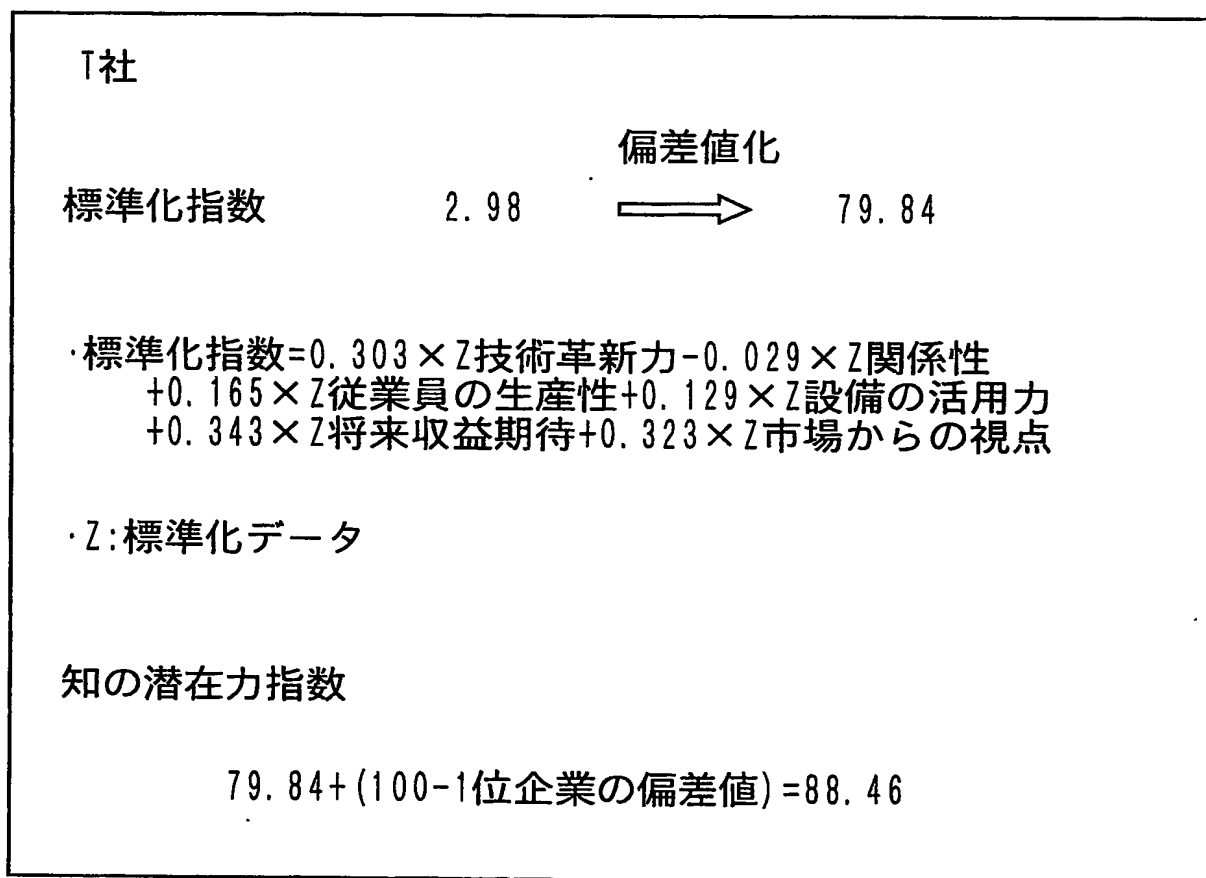 T社
偏差値化
標準化指数 2.98 ⇒ 79.84
・標準化指数=0.303×Z技術革新力-0.029×Z関係性
+0.165×Z従業員の生産性+0.129×Z設備の活用力
+0.343×Z将来収益期待+0.323×Z市場からの視点
・Z:標準化データ
知の潜在力指数
79.84+(100-1位企業の偏差値)=88.46